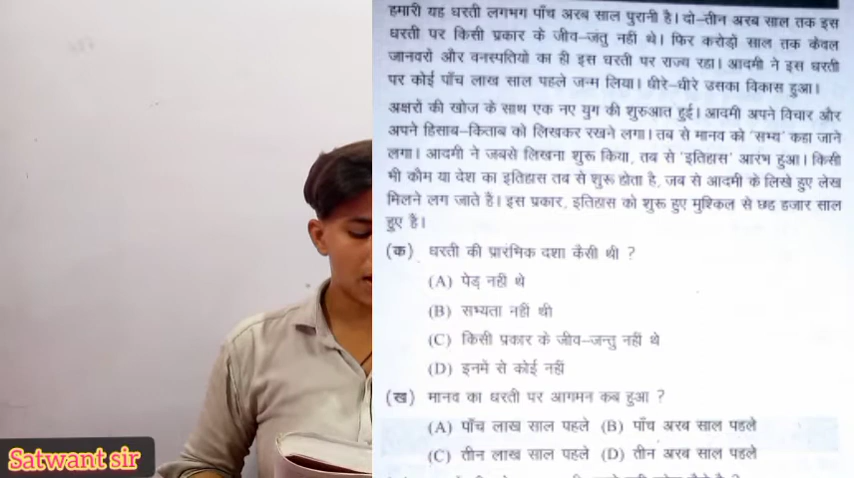 हमारी यह धरती लगभग पाँच अरब साल पुरानी है। दो-तीन अरब साल तक इस
धरती पर किसी प्रकार के जीव-जंतु नहीं थे। फिर करोड़ों साल तक केवल
जानवरों और वनस्पतियों का ही इस धरती पर राज्य रहा। आदमी ने इस धरती
पर कोई पाँच लाख साल पहले जन्म लिया। धीरे-धीरे उसका विकास हुआ।
अक्षरों की खोज के साथ एक नए युग की शुरुआत हुई। आदमी अपने विचार और
अपने हिसाब-किताब को लिखकर रखने लगा। तब से मानव को 'सभ्य' कहा जाने
लगा। आदमी ने जबसे लिखना शुरू किया, तब से 'इतिहास' आरंभ हुआ। किसी
भी कौम या देश का इतिहास तब से शुरू होता है, जब से आदमी के लिखे हुए लेख
मिलने लग जाते हैं। इस प्रकार, इतिहास को शुरू हुए मुश्किल से छह हजार साल
हुए हैं।
(क) धरती की प्रारंभिक दशा कैसी थी ?
(A) पेड़ नहीं थे
(B) सभ्यता नहीं थी
(C) किसी प्रकार के जीव-जन्तु नहीं थे
(D) इनमें से कोई नहीं
(ख) मानव का धरती पर आगमन कब हुआ ?
(A) पाँच लाख साल पहले (B) पाँच अरब साल पहले
(C) तीन लाख साल पहले (D) तीन अरब साल पहले
Satwant sir